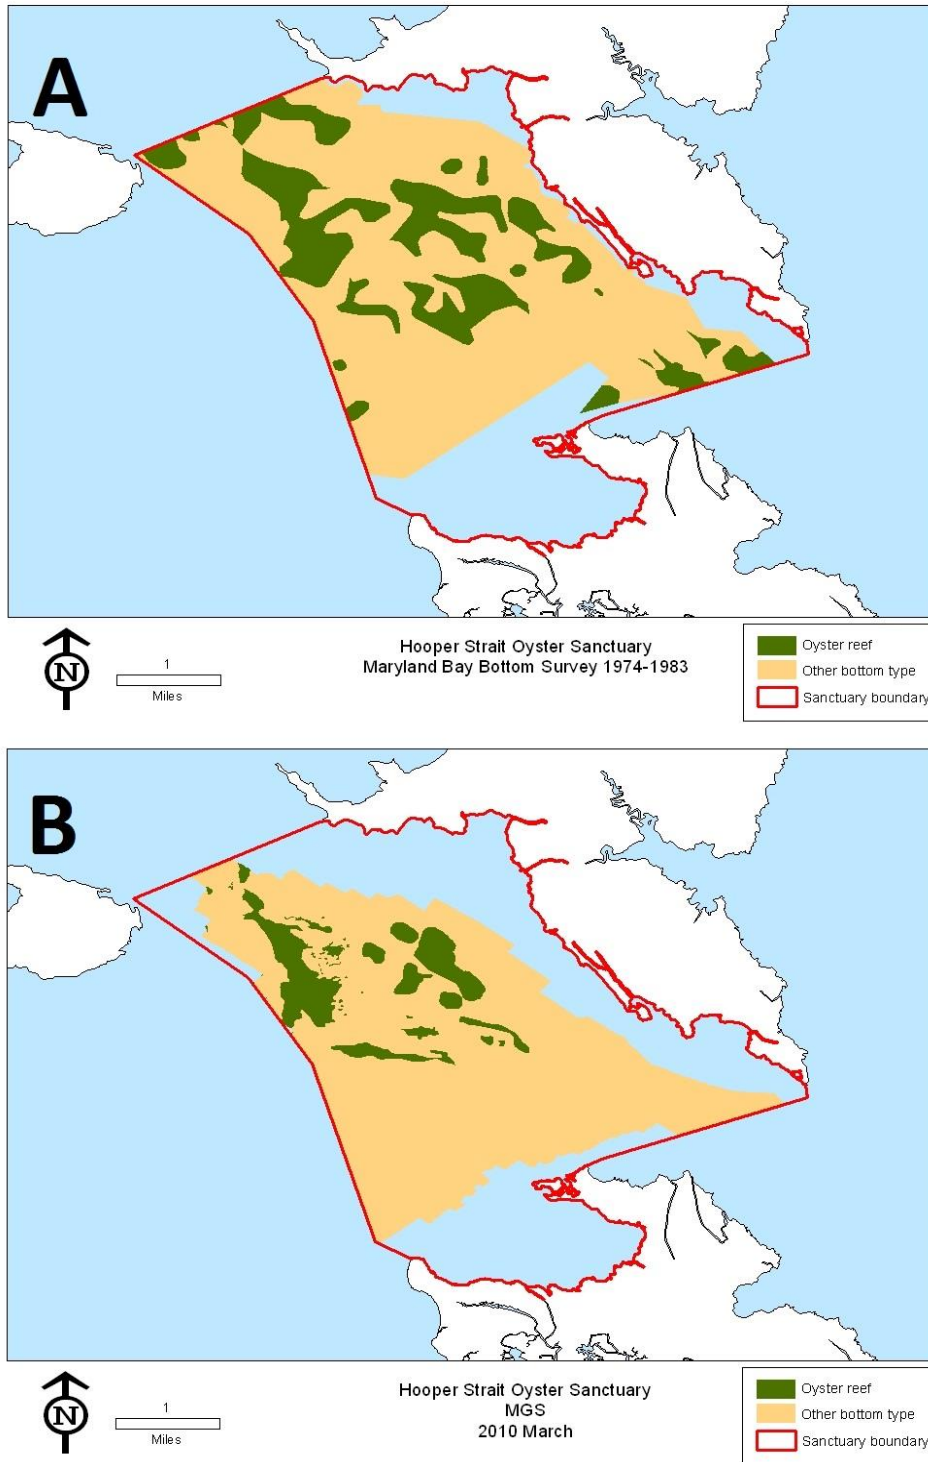 A
N
1
Miles
Hooper Strait Oyster Sanctuary
Maryland Bay Bottom Survey 1974-1983
Oyster reef
Other bottom type
Sanctuary boundary
B
N
1
Miles
Hooper Strait Oyster Sanctuary
MGS
2010 March
Oyster reef
Other bottom type
Sanctuary boundary